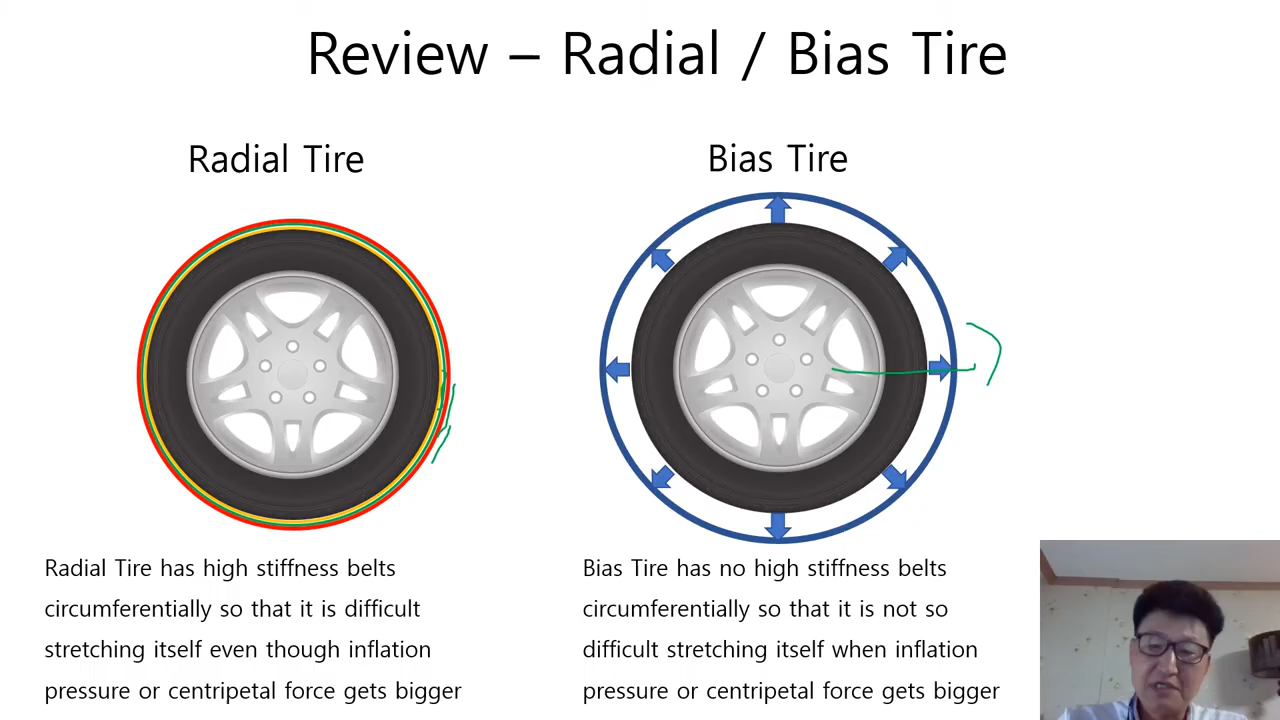 Review – Radial / Bias Tire
Radial Tire
Bias Tire
Radial Tire has high stiffness belts
circumferentially so that it is difficult
stretching itself even though inflation
pressure or centripetal force gets bigger
Bias Tire has no high stiffness belts
circumferentially so that it is not so
difficult stretching itself when inflation
pressure or centripetal force gets bigger